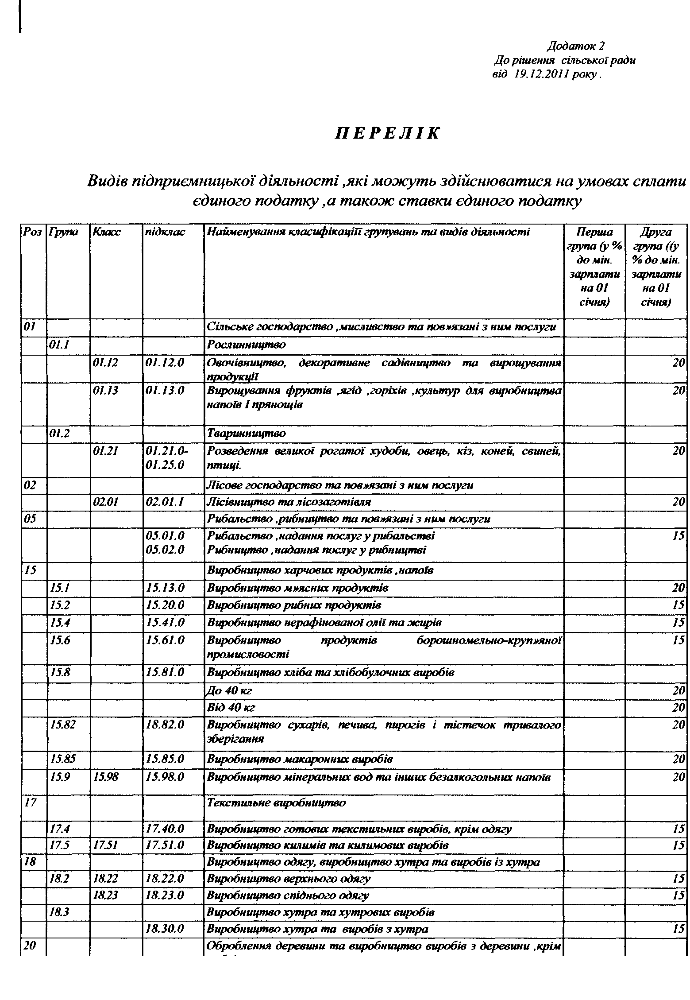 Додаток 2
До рішення сільської ради
від 19.12.2011 року .
П Е Р Е Л І К
Видів підприємницької діяльності ,які можуть здійснюватися на умовах сплати
єдиного податку ,а також ставки єдиного податку
Роз Група Класс підклас Найменування класифікаціїї групувань та видів діяльності Перша Друга
група (у % група ((у
до мін. % до мін.
зарплати зарплати
на 01 на 01
січня) січня)
01 Сільське господарство ,мисливство та пов»язані з ним послуги
01.1 Рослинництво
01.12 01.12.0 Овочівництво, декоративне садівництво та вирощування 20
продукції
01.13 01.13.0 Вирощування фруктів ,ягід ,горіхів ,культур для виробництва 20
напоїв І прянощів
01.2 Тваринництво
01.21 01.21.0- Розведення великої рогатої худоби, овець, кіз, коней, свиней, 20
01.25.0 птиці.
02 Лісове господарство та пов»язані з ним послуги
02.01 02.01.1 Лісівництво та лісозаготівля 20
05 Рибальство ,рибництво та пов»язані з ним послуги
05.01.0 Рибальство ,надання послуг у рибальстві 15
05.02.0 Рибництво ,надання послуг у рибництві
15 Виробництво харчових продуктів ,напоїв
15.1 15.13.0 Виробництво м»ясних продуктів 20
15.2 15.20.0 Виробництво рибних продуктів 15
15.4 15.41.0 Виробництво нерафінованої олії та жирів 15
15.6 15.61.0 Виробництво продуктів борошномельно-круп»яної 15
промисловості
15.8 15.81.0 Виробництво хліба та хлібобулочних виробів
До 40 кг 20
Від 40 кг 20
15.82 18.82.0 Виробництво сухарів, печива, пирогів і тістечок тривалого 20
зберігання
15.85 15.85.0 Виробництво макаронних виробів 20
15.9 15.98 15.98.0 Виробництво мінеральних вод та інших безалкогольних напоїв 20
17 Текстильне виробництво
17.4 17.40.0 Виробництво готових текстильних виробів, крім одягу 15
17.5 17.51 17.51.0 Виробництво килимів та килимових виробів 15
18 Виробництво одягу, виробництво хутра та виробів із хутра
18.2 18.22 18.22.0 Виробництво верхнього одягу 15
18.23 18.23.0 Виробництво спіднього одягу 15
18.3 Виробництво хутра та хутрових виробів
18.30.0 Виробництво хутра та виробів з хутра 15
20 Оброблення деревини та виробництво виробів з деревини ,крім